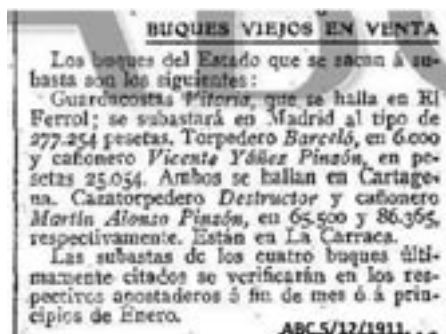 BUQUES VIEJOS EN VENTA
Los buques del Estado que se sacan á su-
basta son los siguientes:
Guardacostas Vitoria, que se halla en El
Ferrol; se subastará en Madrid al tipo de
277.254 pesetas. Torpedero Barceló, en 6.000
y cañonero Vicente Yáñez Pinzón, en pe-
setas 25.054. Ambos se hallan en Cartage-
na. Cazatorpedero Destructor y cañonero
Martín Alonso Pinzón, en 65.500 y 86.365,
respectivamente. Están en La Carraca.
Las subastas de los cuatro buques últi-
mamente citados se verificarán en los res-
pectivos apostaderos á fin de mes ó á prin-
cipios de Enero.
ABC 5/12/1911.